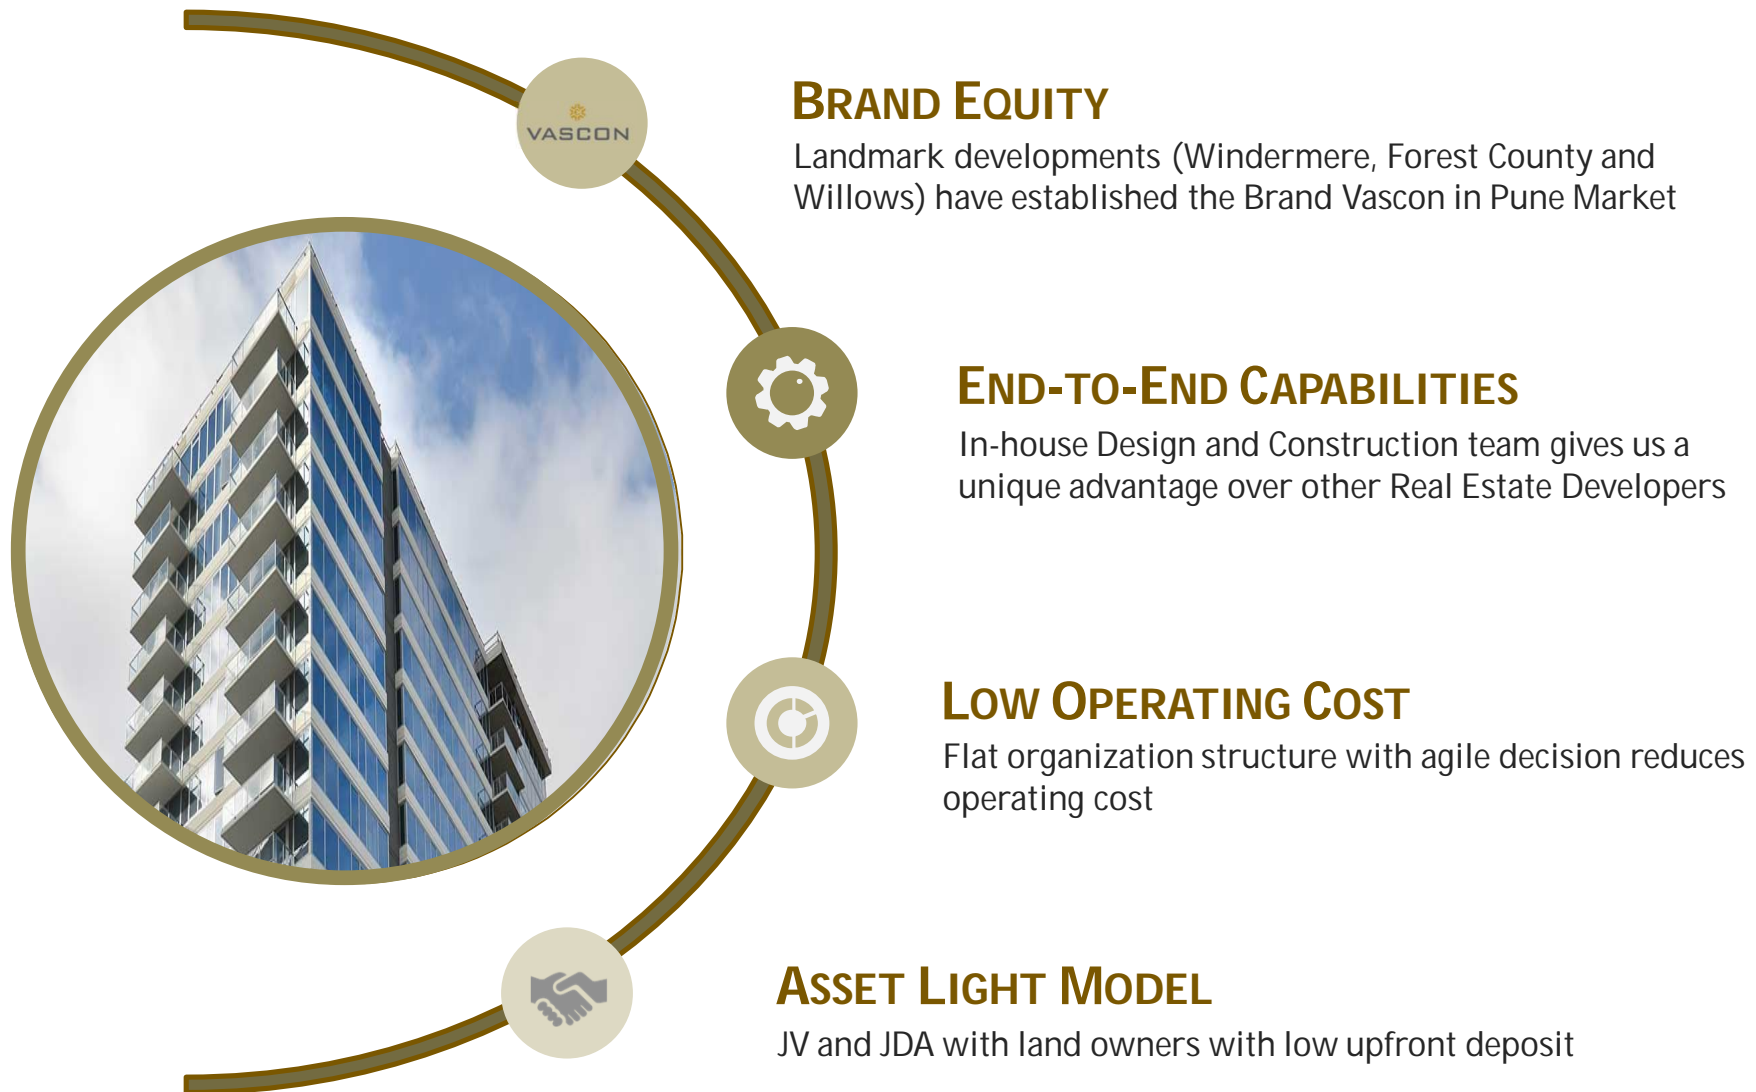 VASCON
BRAND EQUITY
Landmark developments (Windermere, Forest County and
Willows) have established the Brand Vascon in Pune Market
END-TO-END CAPABILITIES
In-house Design and Construction team gives us a
unique advantage over other Real Estate Developers
LOW OPERATING COST
Flat organization structure with agile decision reduces
operating cost
ASSET LIGHT MODEL
JV and JDA with land owners with low upfront deposit